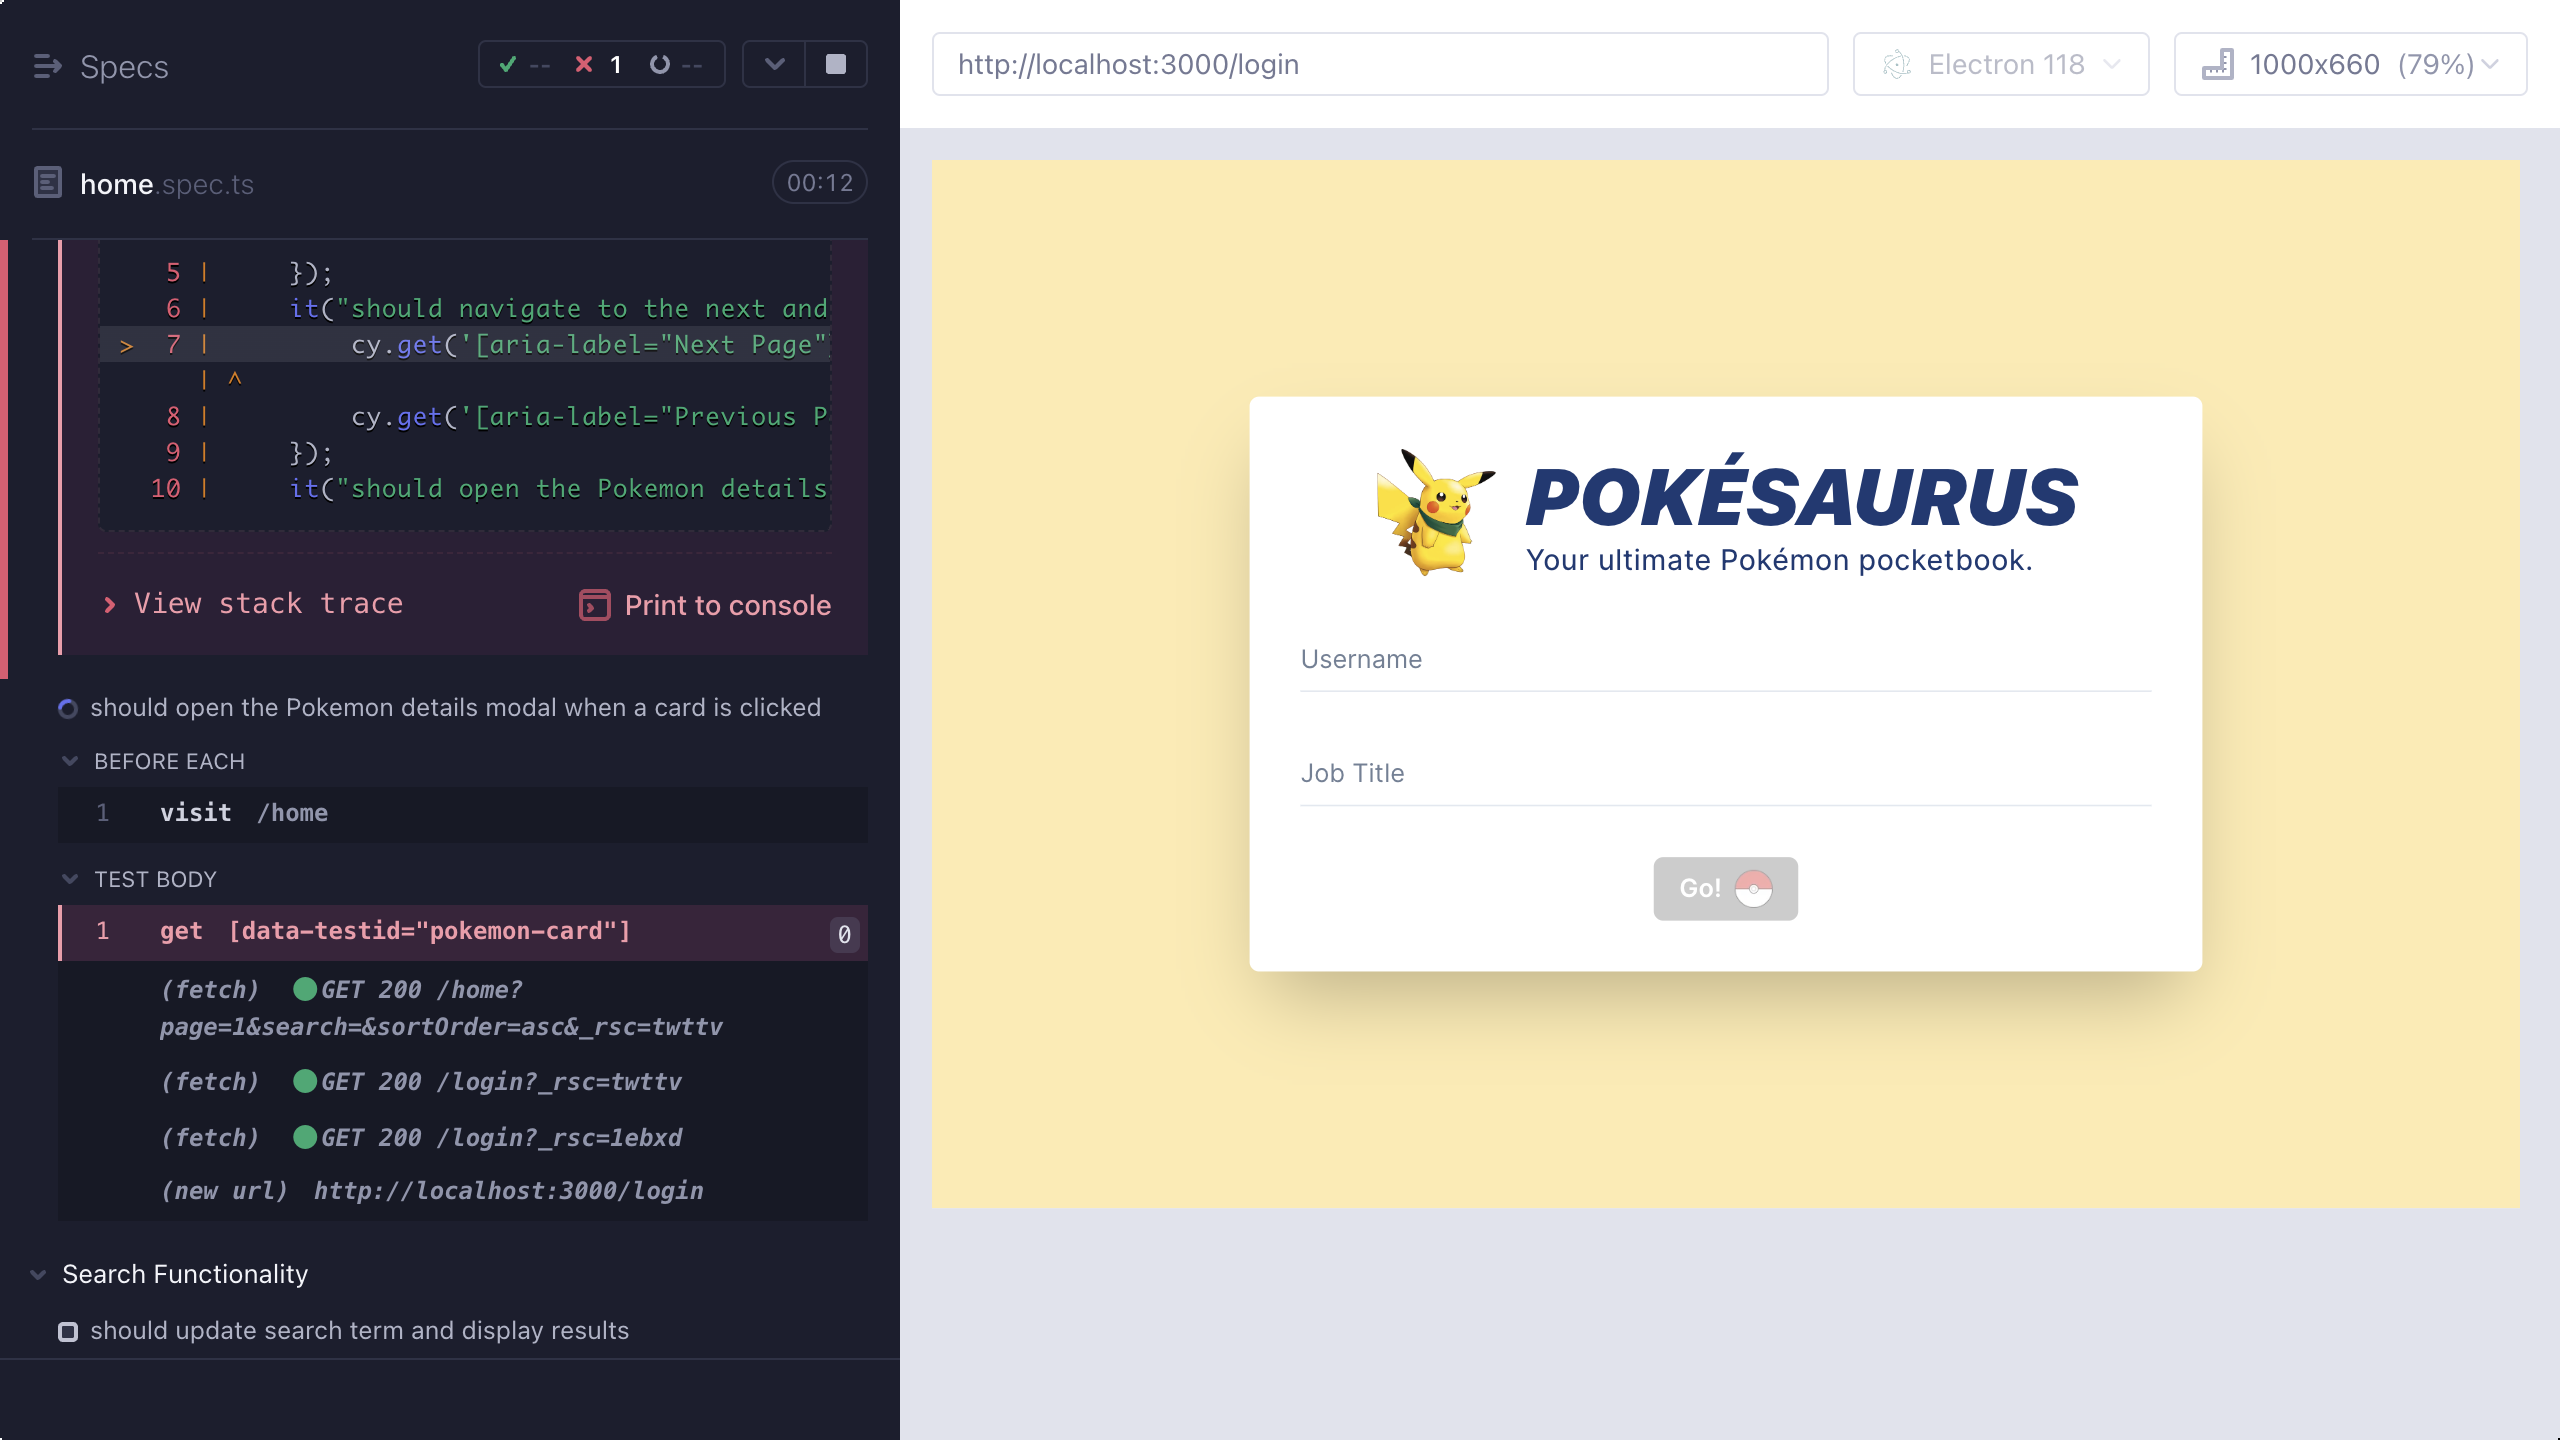 Specs
-- 1 --
home.spec.ts 00:12
5 | });
6 | it("should navigate to the next and
> 7 | cy.get('[aria-label="Next Page"]
| ^
8 | cy.get('[aria-label="Previous P
9 | });
10 | it("should open the Pokemon details
View stack trace
Print to console
should open the Pokemon details modal when a card is clicked
BEFORE EACH
1 visit /home
TEST BODY
1 get [data-testid="pokemon-card"] 0
(fetch) GET 200 /home?
page=1&search=&sortOrder=asc&_rsc=twttv
(fetch) GET 200 /login?_rsc=twttv
(fetch) GET 200 /login?_rsc=1ebxd
(new url) http://localhost:3000/login
Search Functionality
should update search term and display results
http://localhost:3000/login
Electron 118
1000x660 (79%)
POKÉSAURUS
Your ultimate Pokémon pocketbook.
Username
Job Title
Go!